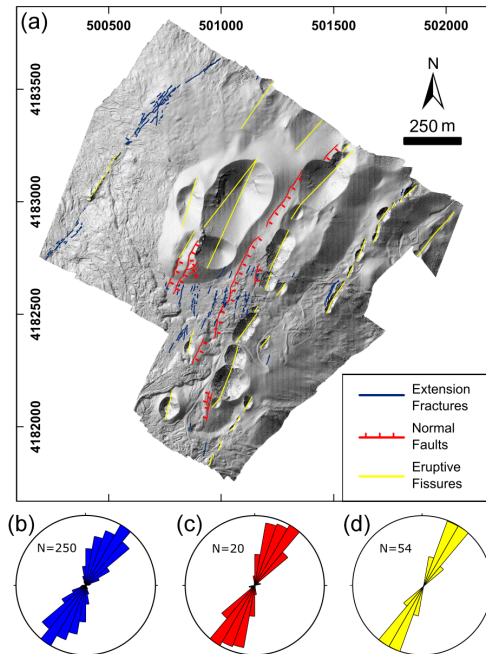 (a)
500500 501000 501500 502000
4183500
4183000
4182500
4182000
N
250 m
Extension
Fractures
Normal
Faults
Eruptive
Fissures
(b) (c) (d)
N=250 N=20 N=54